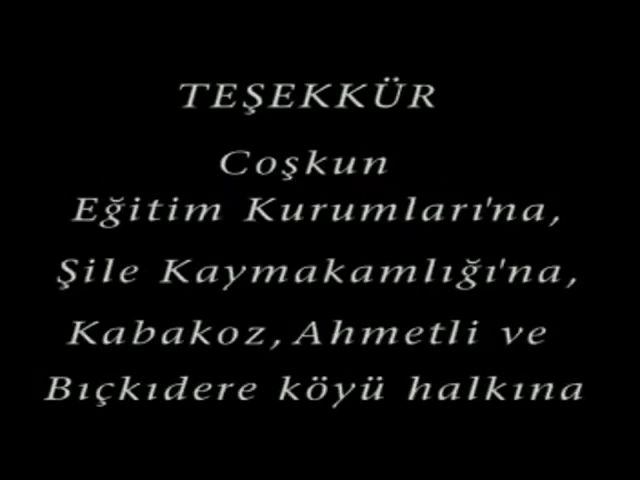 TEŞEKKÜR
Coşkun
Eğitim Kurumları'na,
Şile Kaymakamlığı'na,
Kabakoz, Ahmetli ve
Bıçkıdere köyü halkına